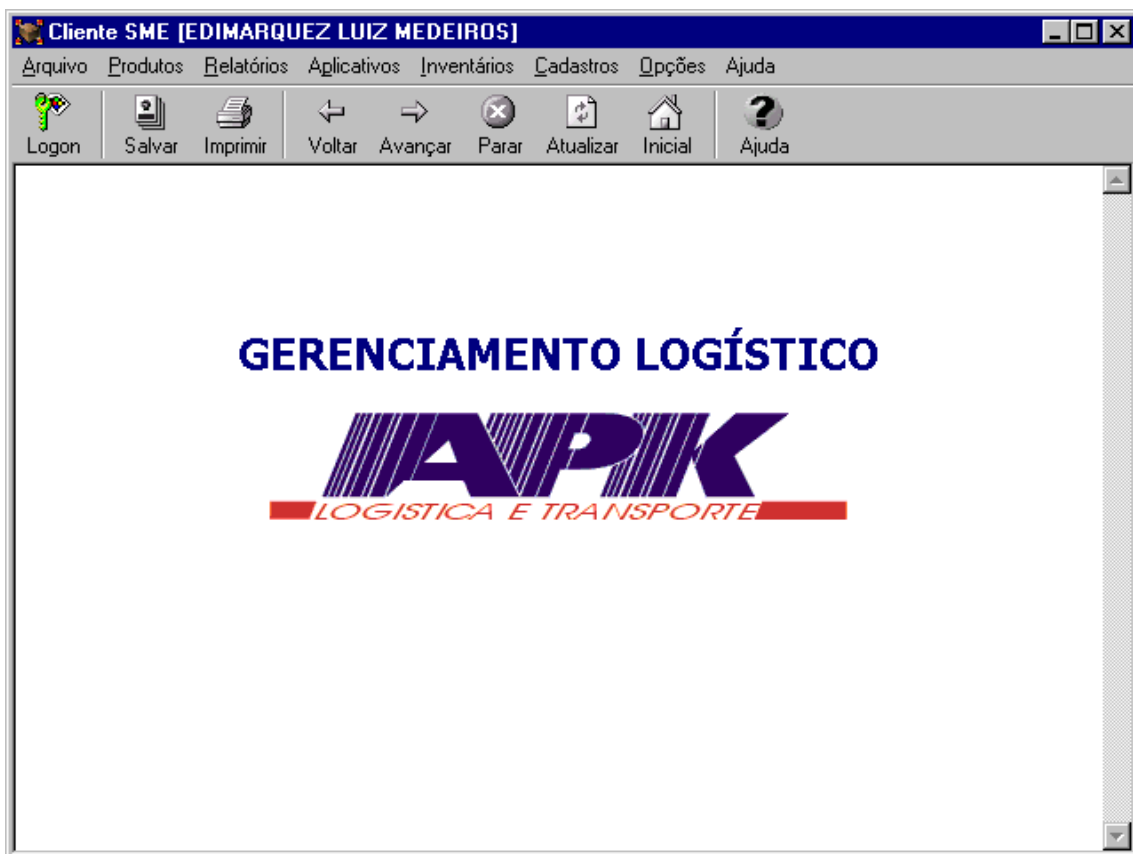 Cliente SME [EDIMARQUEZ LUIZ MEDEIROS]
Arquivo Produtos Relatórios Aplicativos Inventários Cadastros Opções Ajuda
Logon Salvar Imprimir Voltar Avançar Parar Atualizar Inicial Ajuda
GERENCIAMENTO LOGÍSTICO
APK
LOGISTICA E TRANSPORTE